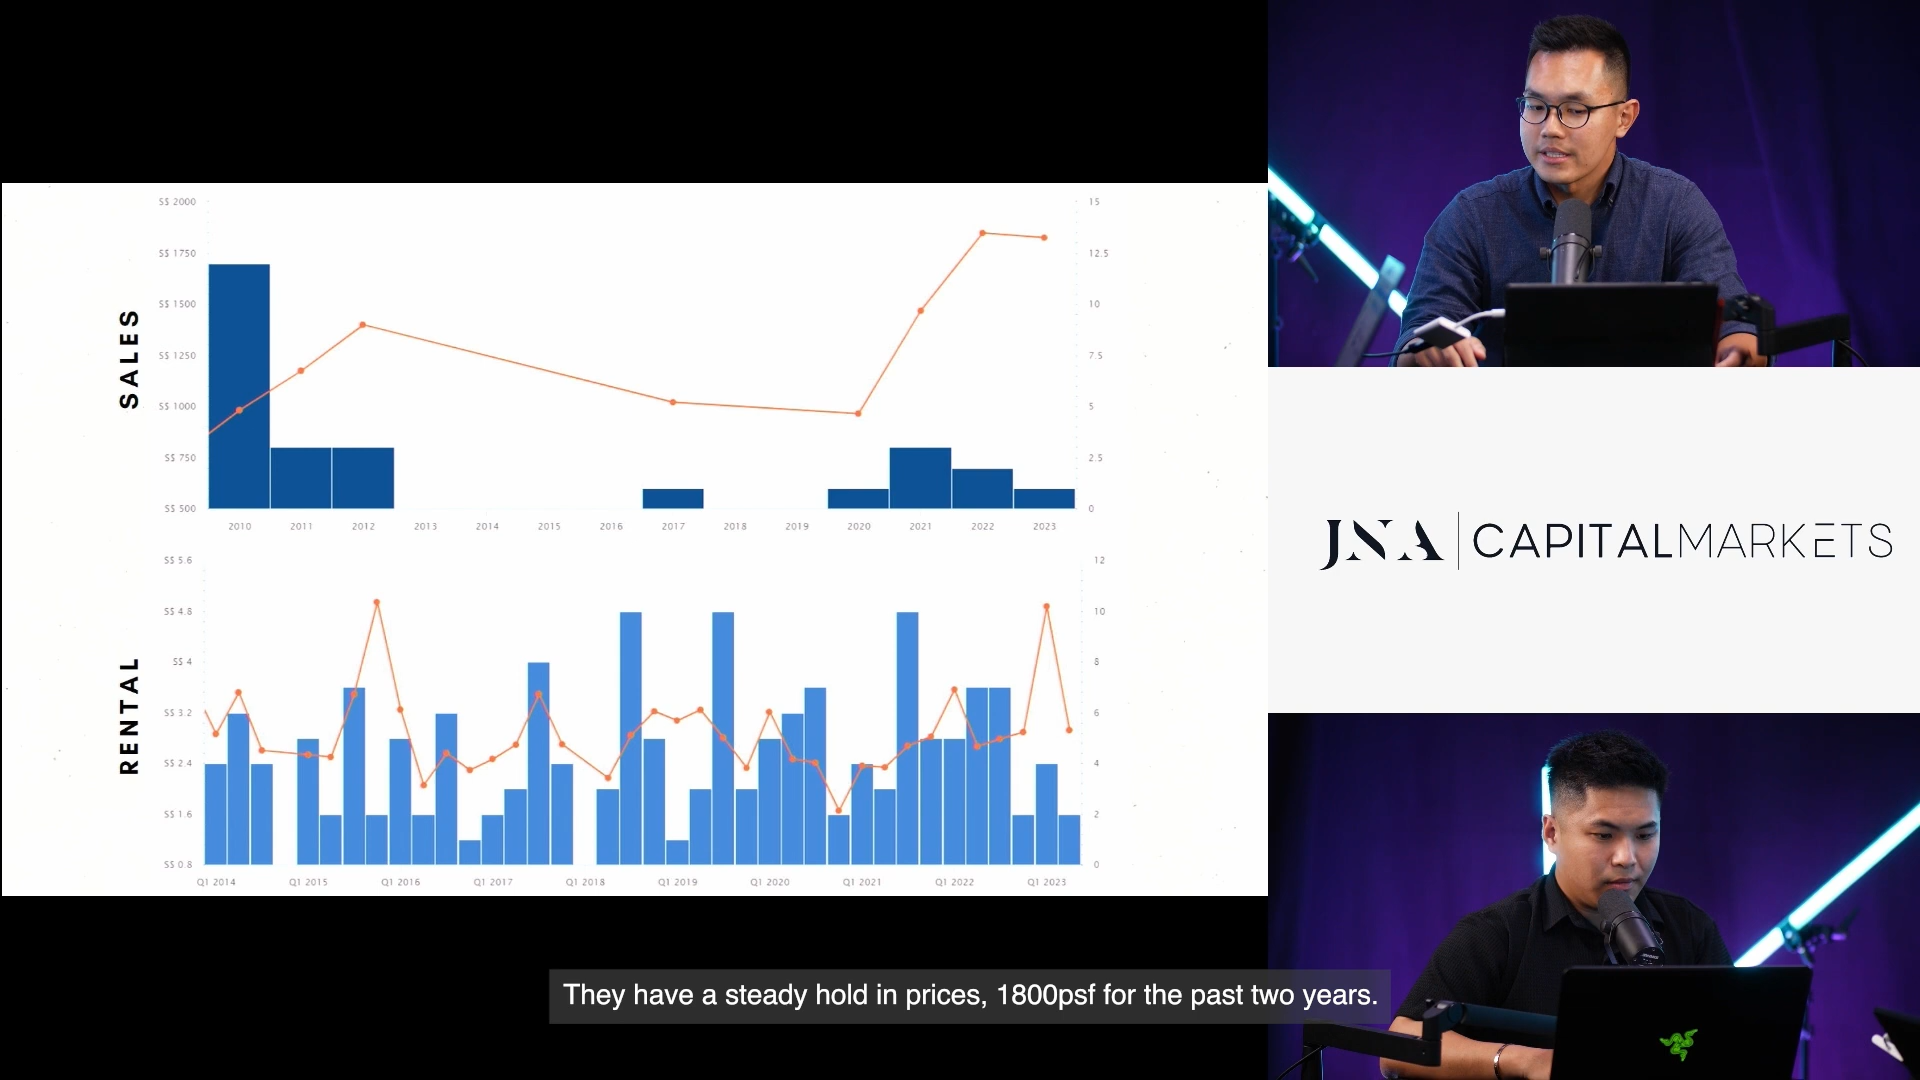 SALES
S$ 2000
S$ 1750
S$ 1500
S$ 1250
S$ 1000
S$ 750
S$ 500
15
12.5
10
7.5
5
2.5
0
2010 2011 2012 2013 2014 2015 2016 2017 2018 2019 2020 2021 2022 2023
RENTAL
S$ 5.6
S$ 4.8
S$ 4
S$ 3.2
S$ 2.4
S$ 1.6
S$ 0.8
12
10
8
6
4
2
0
Q1 2014 Q1 2015 Q1 2016 Q1 2017 Q1 2018 Q1 2019 Q1 2020 Q1 2021 Q1 2022 Q1 2023
JNA | CAPITALMARKETS
They have a steady hold in prices, 1800psf for the past two years.